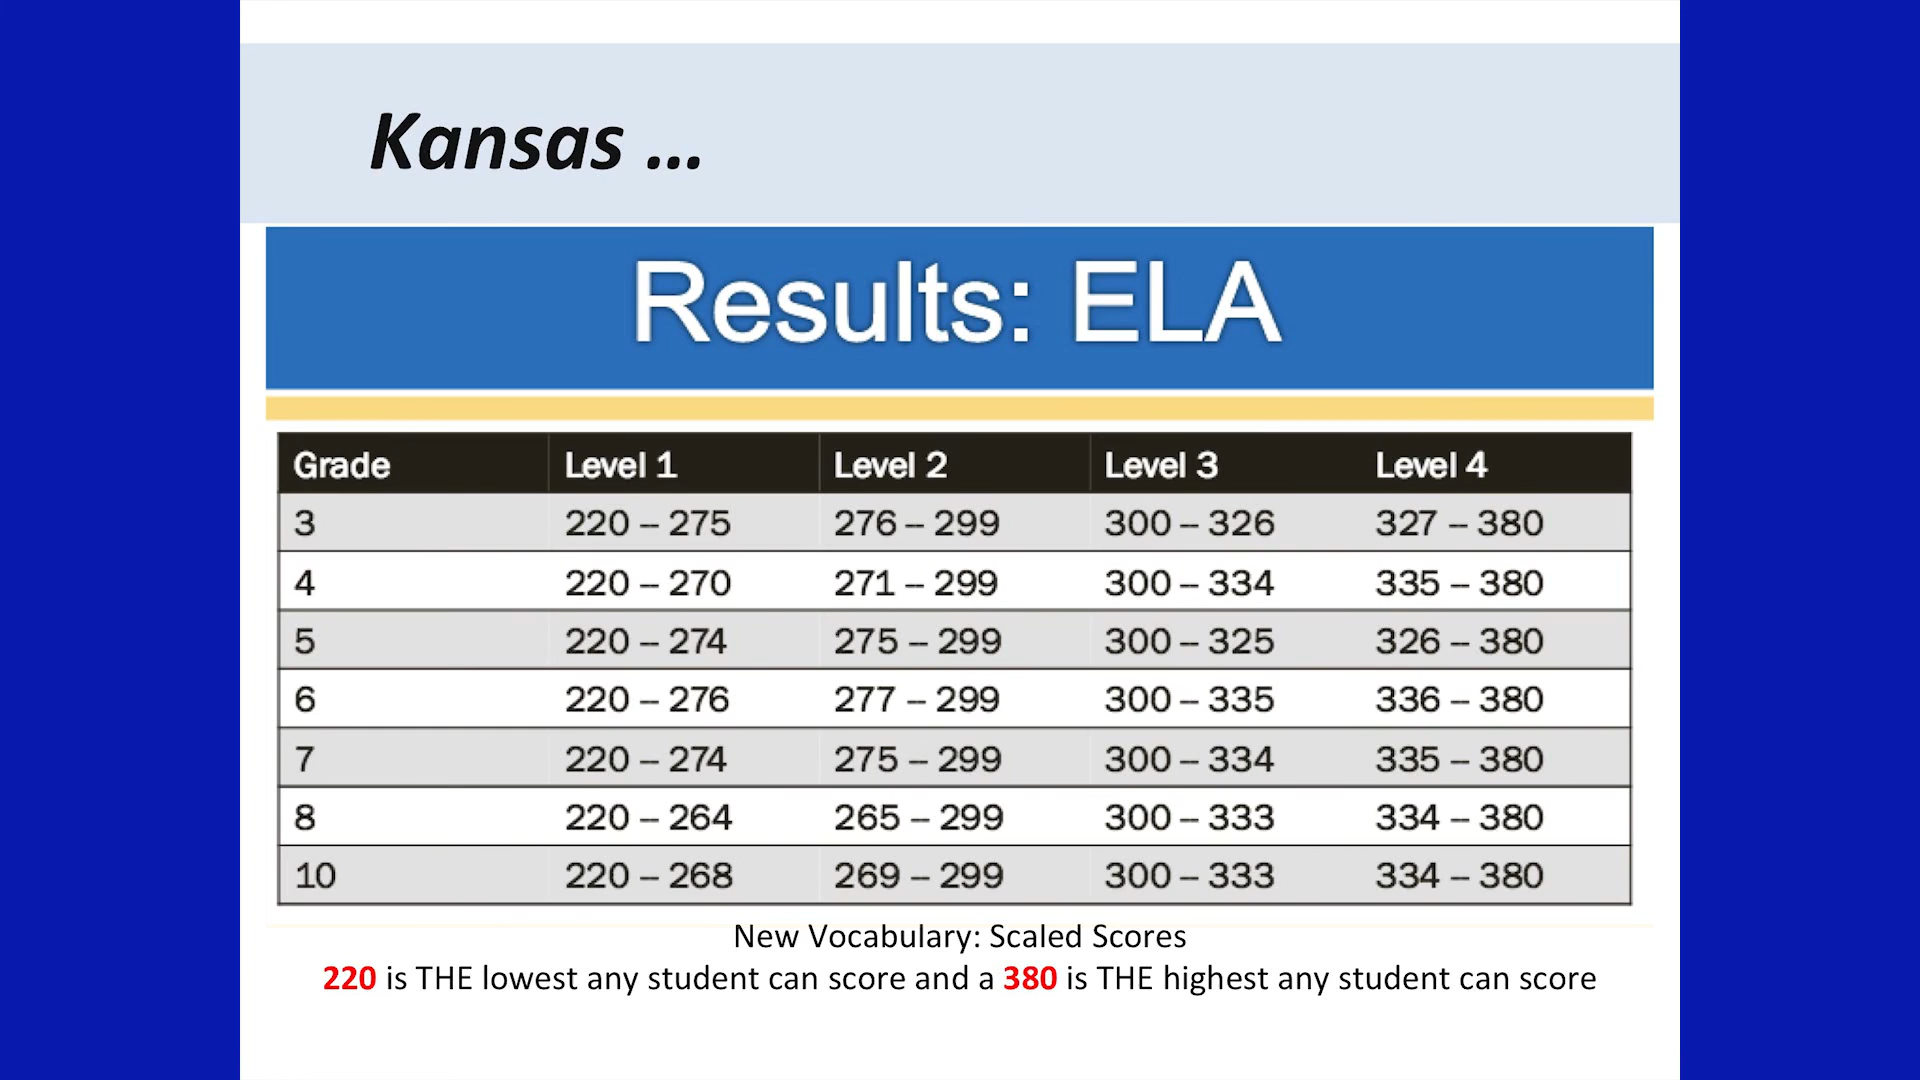 Kansas ...
Results: ELA
Grade Level 1 Level 2 Level 3 Level 4
3 220 – 275 276 – 299 300 – 326 327 – 380
4 220 – 270 271 – 299 300 – 334 335 – 380
5 220 – 274 275 – 299 300 – 325 326 – 380
6 220 – 276 277 – 299 300 – 335 336 – 380
7 220 – 274 275 – 299 300 – 334 335 – 380
8 220 – 264 265 – 299 300 – 333 334 – 380
10 220 – 268 269 – 299 300 – 333 334 – 380
New Vocabulary: Scaled Scores
220 is THE lowest any student can score and a 380 is THE highest any student can score